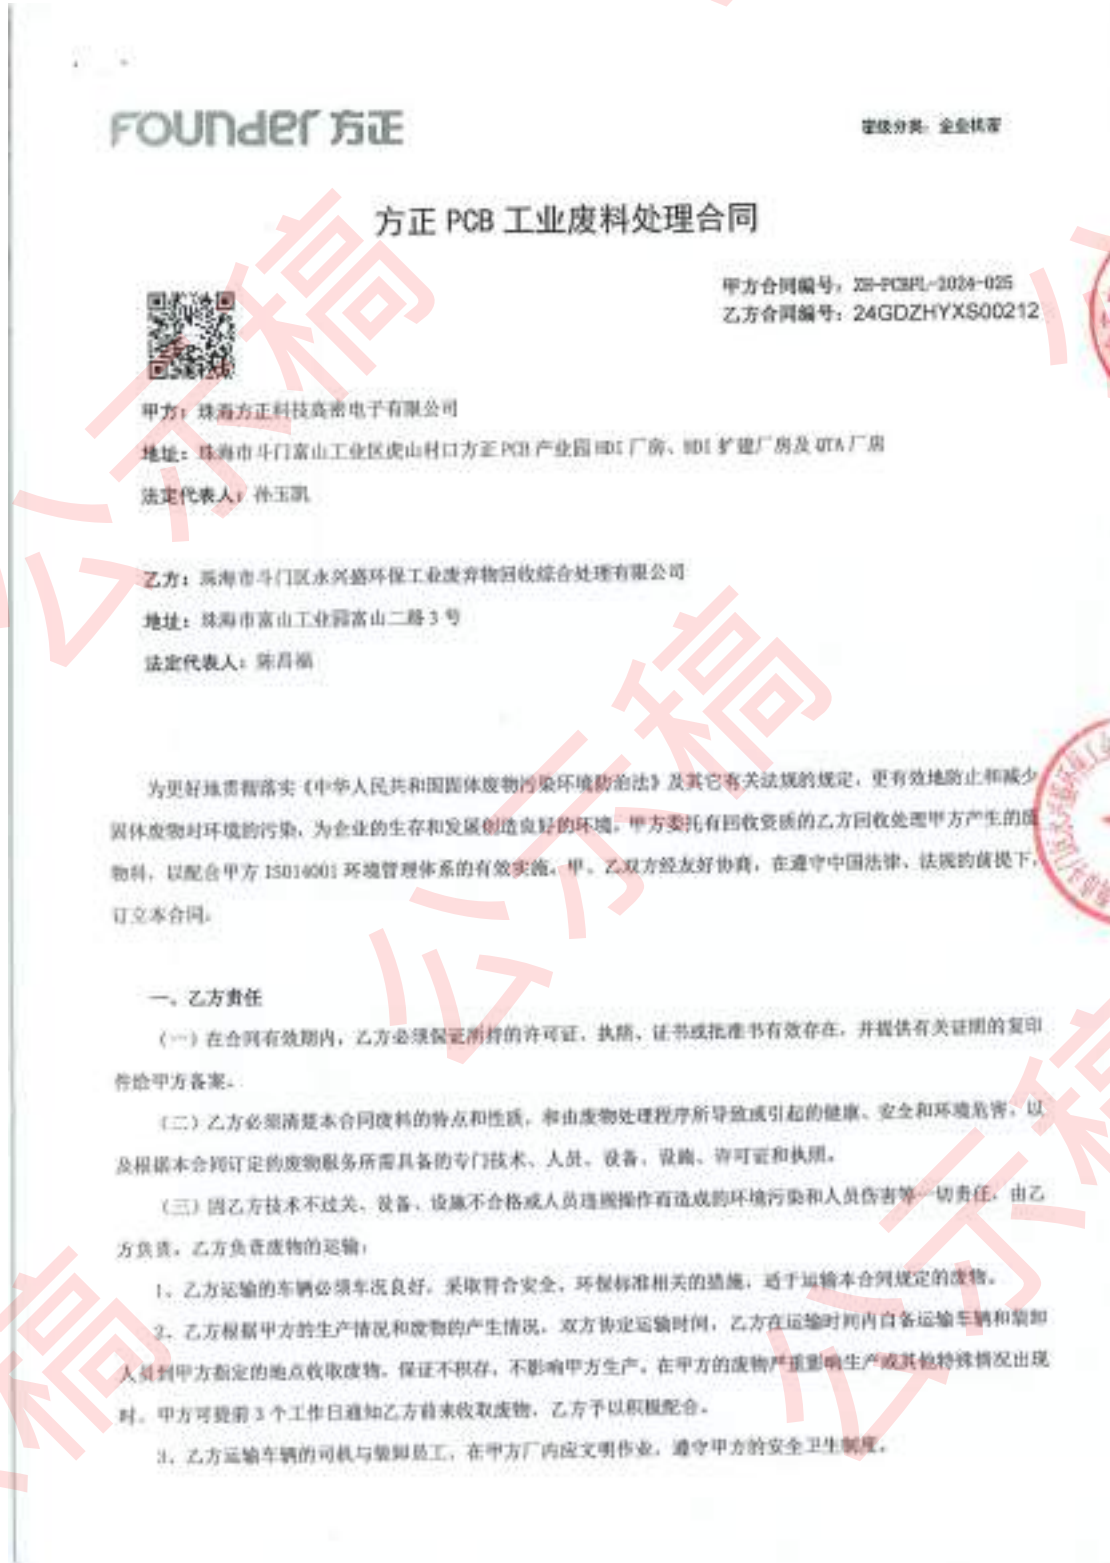 Founder 方正
密级分类：企业机密
方正 PCB 工业废料处理合同
甲方合同编号：ZH-PCBFL-2024-025
乙方合同编号：24GDZHYXS00212
甲方：珠海方正科技高密电子有限公司
地址：珠海市斗门富山工业区虎山村口方正 PCB 产业园 HDI 厂房、HDI 扩建厂房及 QTA 厂房
法定代表人：孙玉凯
乙方：珠海市斗门区永兴盛环保工业废弃物回收综合处理有限公司
地址：珠海市富山工业园富山二路 3 号
法定代表人：陈昌福
为更好地贯彻落实《中华人民共和国固体废物污染环境防治法》及其它有关法规的规定，更有效地防止和减少
固体废物对环境的污染，为企业的生存和发展创造良好的环境。甲方委托有回收资质的乙方回收处理甲方产生的废
物料，以配合甲方 ISO14001 环境管理体系的有效实施。甲、乙双方经友好协商，在遵守中国法律、法规的前提下，
订立本合同。
一、乙方责任
（一）在合同有效期内，乙方必须保证所持的许可证、执照、证书或批准书有效存在，并提供有关证明的复印
件给甲方备案。
（二）乙方必须清楚本合同废料的特点和性质，和由废物处理程序所导致或引起的健康、安全和环境危害，以
及根据本合同订定的废物服务所需具备的专门技术、人员、设备、设施、许可证和执照。
（三）因乙方技术不过关、设备、设施不合格或人员违规操作而造成的环境污染和人员伤害等一切责任，由乙
方负责。乙方负责废物的运输：
1、乙方运输的车辆必须车况良好，采取符合安全、环保标准相关的措施，适于运输本合同规定的废物。
2、乙方根据甲方的生产情况和废物的产生情况，双方协定运输时间，乙方在运输时间内自备运输车辆和装卸
人员到甲方指定的地点收取废物，保证不积存，不影响甲方生产。在甲方的废物严重影响生产或其他特殊情况出现
时，甲方可提前 3 个工作日通知乙方前来收取废物，乙方予以积极配合。
3、乙方运输车辆的司机与装卸员工，在甲方厂内应文明作业，遵守甲方的安全卫生制度。
公示稿
公示稿
公示稿